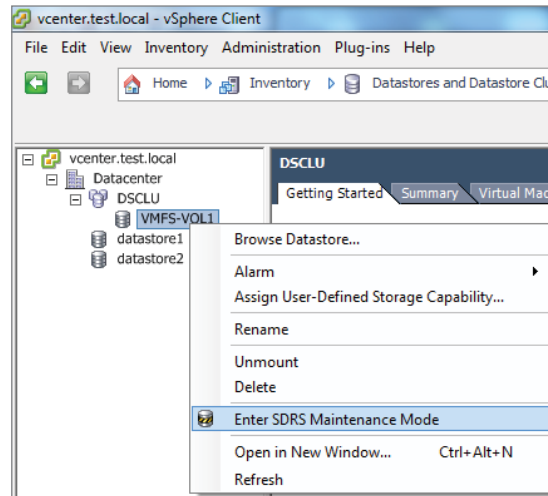 vcenter.test.local - vSphere Client
File Edit View Inventory Administration Plug-ins Help
Home Inventory Datastores and Datastore Clu
vcenter.test.local
Datacenter
DSCLU
VMFS-VOL1
datastore1
datastore2
DSCLU
Getting Started Summary Virtual Mac
Browse Datastore...
Alarm
Assign User-Defined Storage Capability...
Rename
Unmount
Delete
Enter SDRS Maintenance Mode
Open in New Window... Ctrl+Alt+N
Refresh